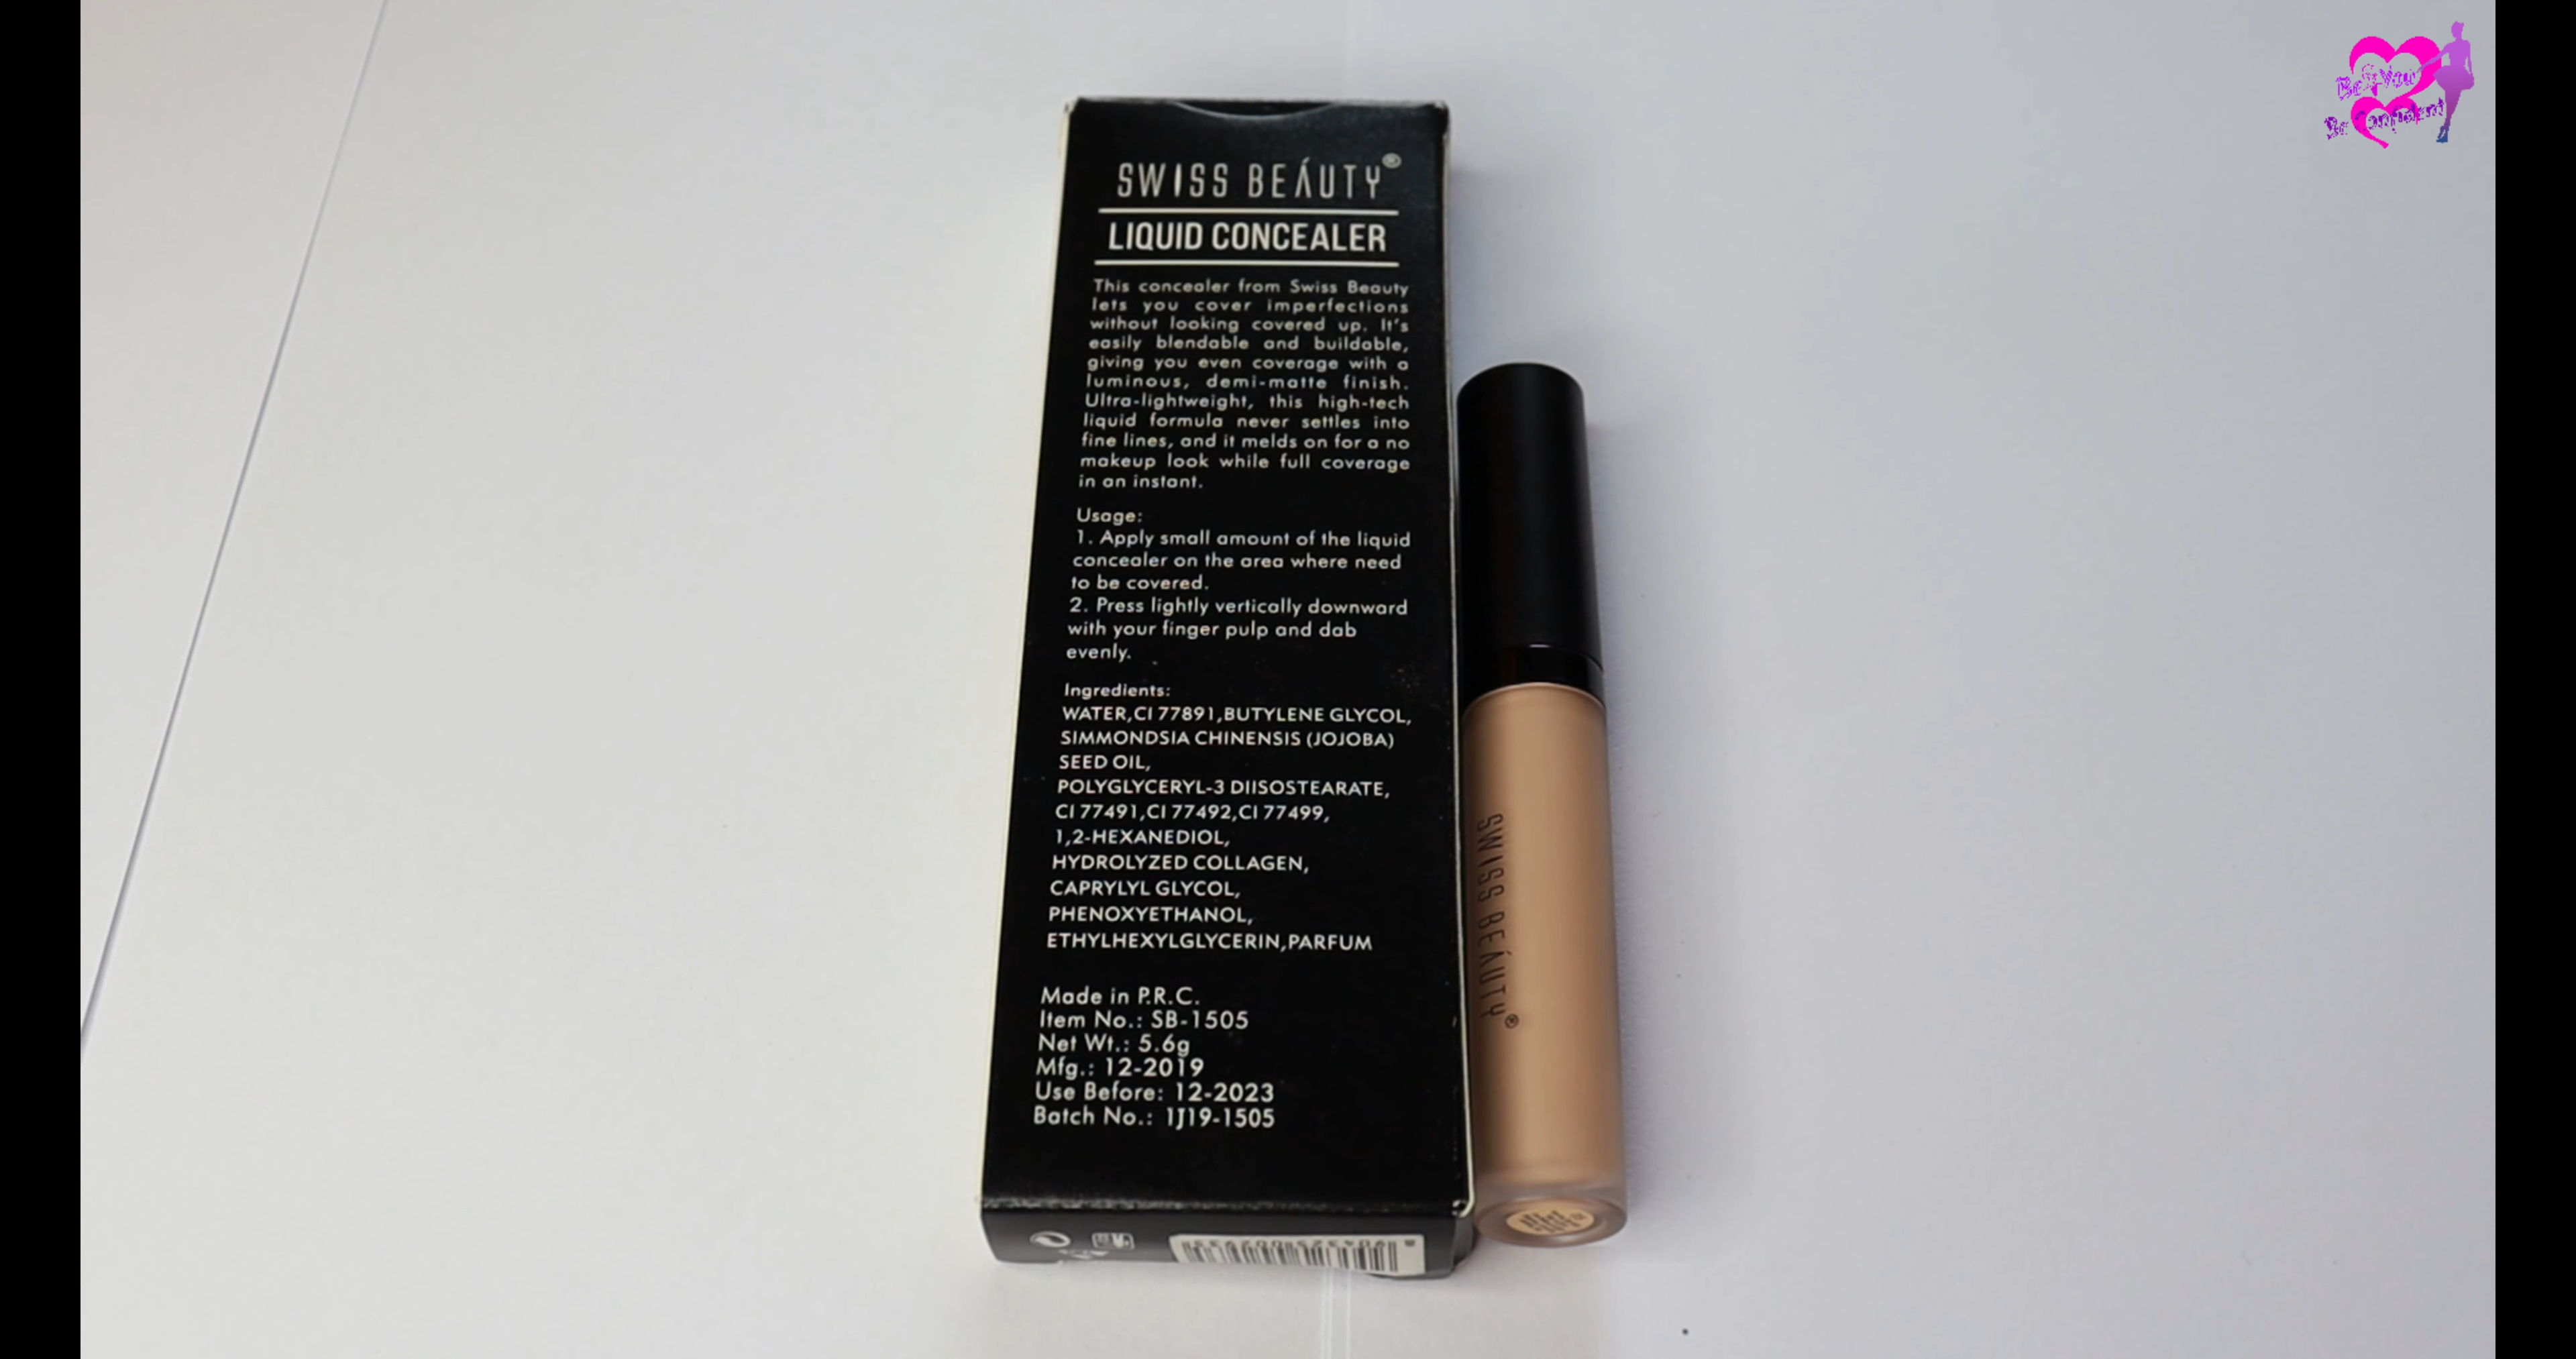 Be You
Be Confident
SWISS BEÁUTY®
LIQUID CONCEALER
This concealer from Swiss Beauty
lets you cover imperfections
without looking covered up. It's
easily blendable and buildable,
giving you even coverage with a
luminous, demi-matte finish.
Ultra-lightweight, this high-tech
liquid formula never settles into
fine lines, and it melds on for a no
makeup look while full coverage
in an instant.
Usage:
1. Apply small amount of the liquid
concealer on the area where need
to be covered.
2. Press lightly vertically downward
with your finger pulp and dab
evenly.
Ingredients:
WATER,CI 77891,BUTYLENE GLYCOL,
SIMMONDSIA CHINENSIS (JOJOBA)
SEED OIL,
POLYGLYCERYL-3 DIISOSTEARATE,
CI 77491,CI 77492,CI 77499,
1,2-HEXANEDIOL,
HYDROLYZED COLLAGEN,
CAPRYLYL GLYCOL,
PHENOXYETHANOL,
ETHYLHEXYLGLYCERIN,PARFUM
Made in P.R.C.
Item No.: SB-1505
Net Wt.: 5.6g
Mfg.: 12-2019
Use Before: 12-2023
Batch No.: 1J19-1505
SWISS BEÁUTY®